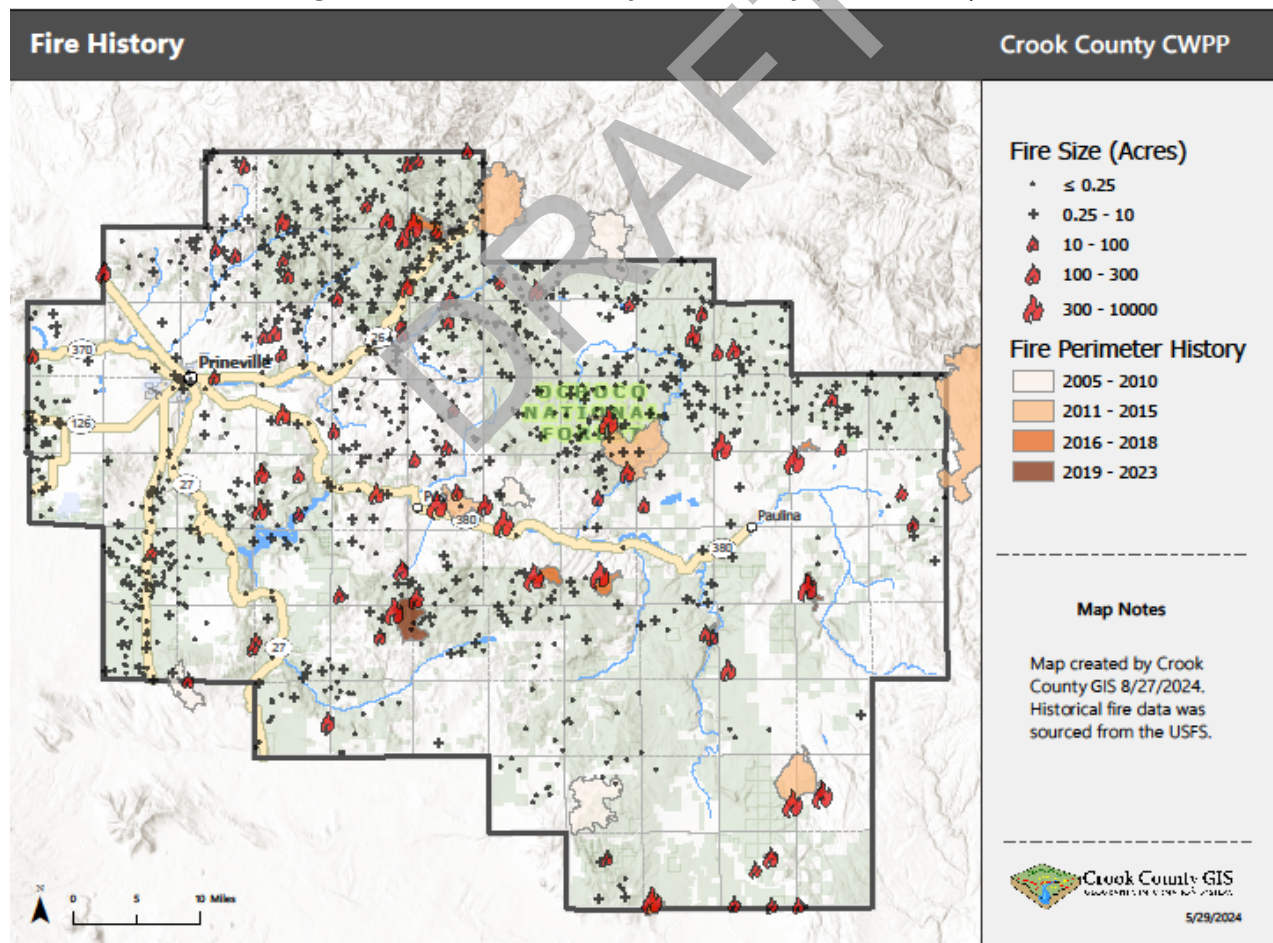 Fire History
Crook County CWPP
DRAFT
Fire Size (Acres)
≤ 0.25
0.25 - 10
10 - 100
100 - 300
300 - 10000
Fire Perimeter History
2005 - 2010
2011 - 2015
2016 - 2018
2019 - 2023
Map Notes
Map created by Crook
County GIS 8/27/2024.
Historical fire data was
sourced from the USFS.
Crook County GIS
5/29/2024
26
370
Prineville
126
OCHOCO
NATIONAL
FOREST
27
380
Paulina
380
27
N
0 5 10 Miles